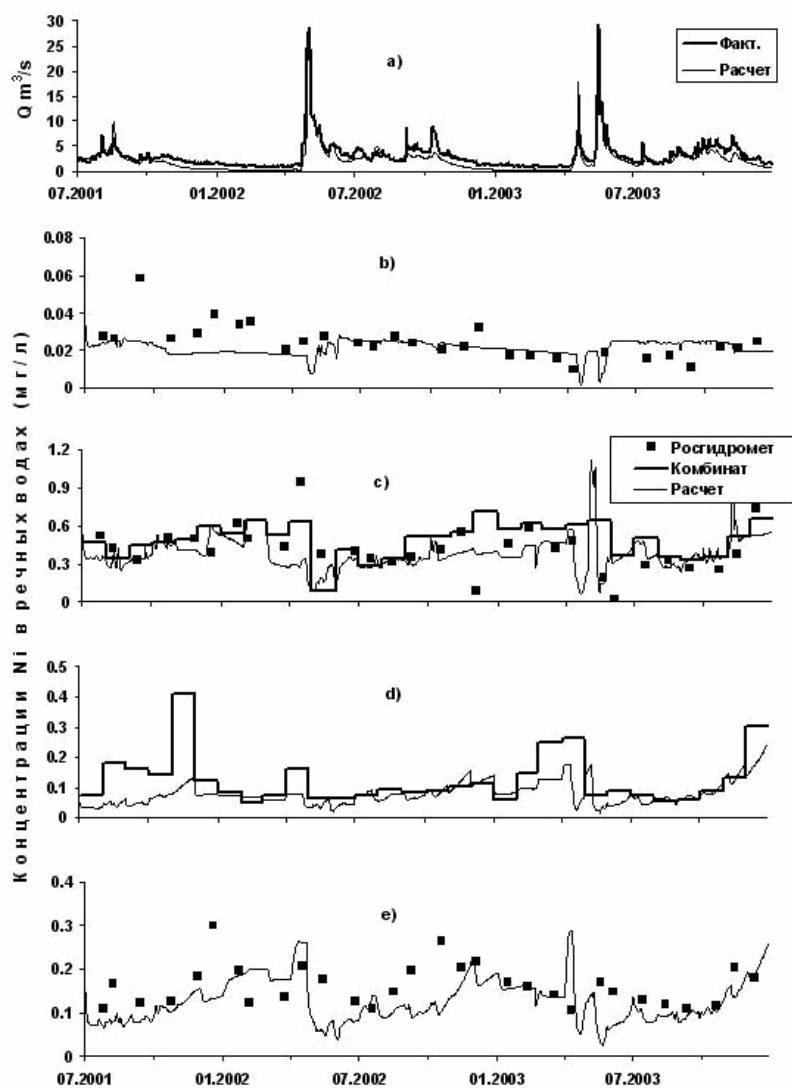 30
25
20
15
10
5
0
Q m³/s
a)
Факт.
Расчет
07.2001 01.2002 07.2002 01.2003 07.2003
Концентрации Ni в речных водах (мг/л)
0.08
0.06
0.04
0.02
0
b)
1.2
0.9
0.6
0.3
0
c)
Росгидромет
Комбинат
Расчет
0.5
0.4
0.3
0.2
0.1
0
d)
0.4
0.3
0.2
0.1
0
e)
07.2001 01.2002 07.2002 01.2003 07.2003